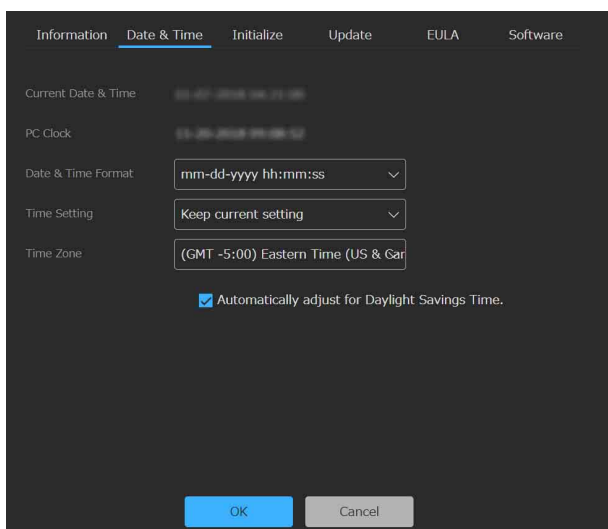 Information Date & Time Initialize Update EULA Software
Current Date & Time
PC Clock
Date & Time Format mm-dd-yyyy hh:mm:ss
Time Setting Keep current setting
Time Zone (GMT -5:00) Eastern Time (US &
Automatically adjust for Daylight Savings Time.
OK Cancel